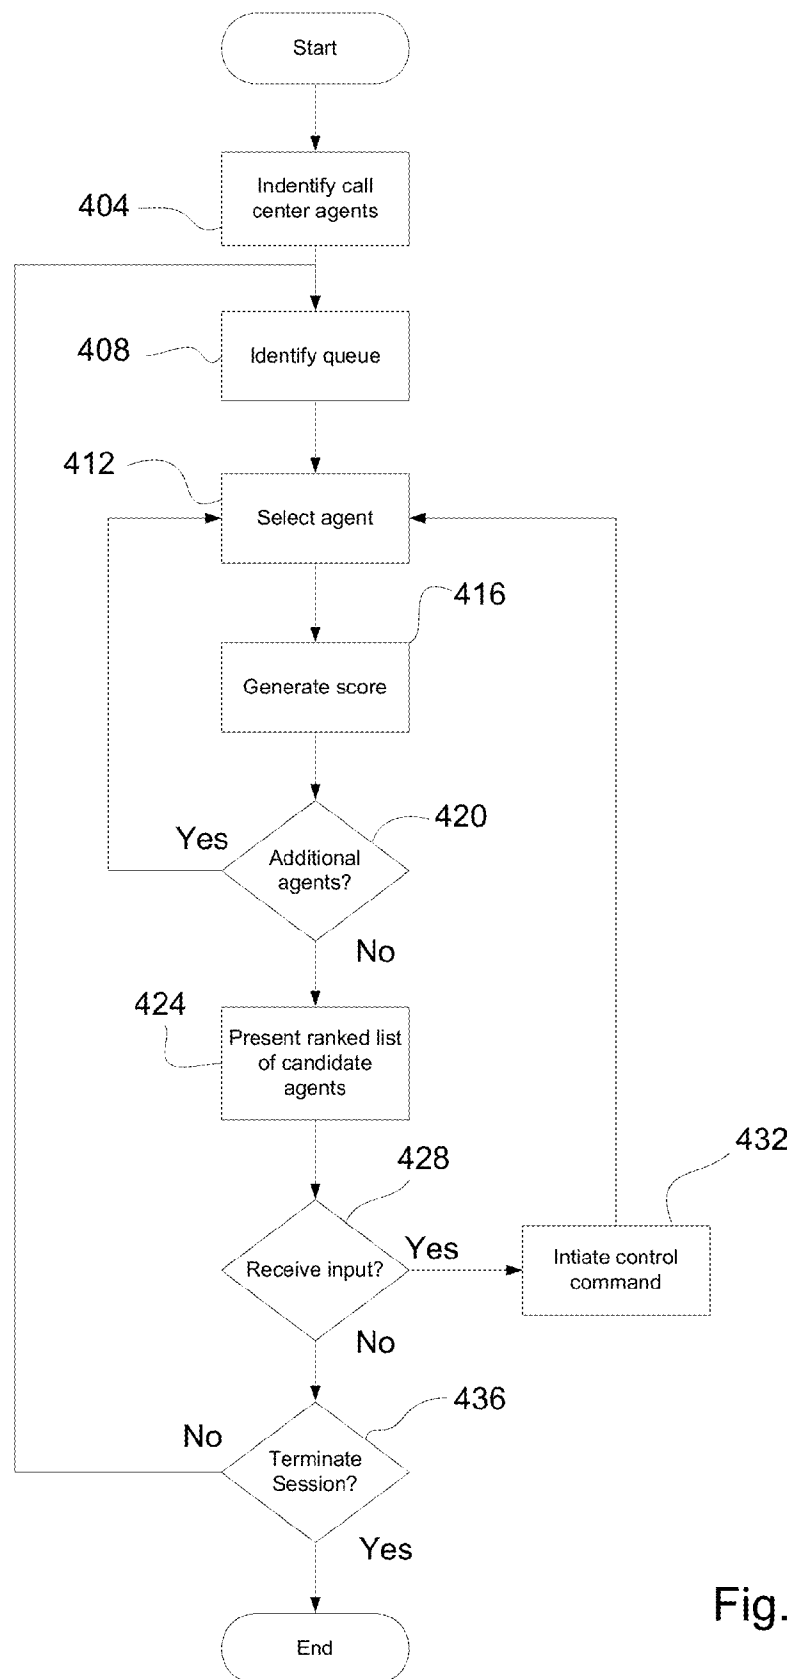 Start
Indentify call
center agents
404
Identify queue
408
412
Select agent
416
Generate score
420
Yes
Additional
agents?
No
424
Present ranked list
of candidate
agents
428
432
Receive input?
Yes
Intiate control
command
No
436
No
Terminate
Session?
Yes
Fig.
End